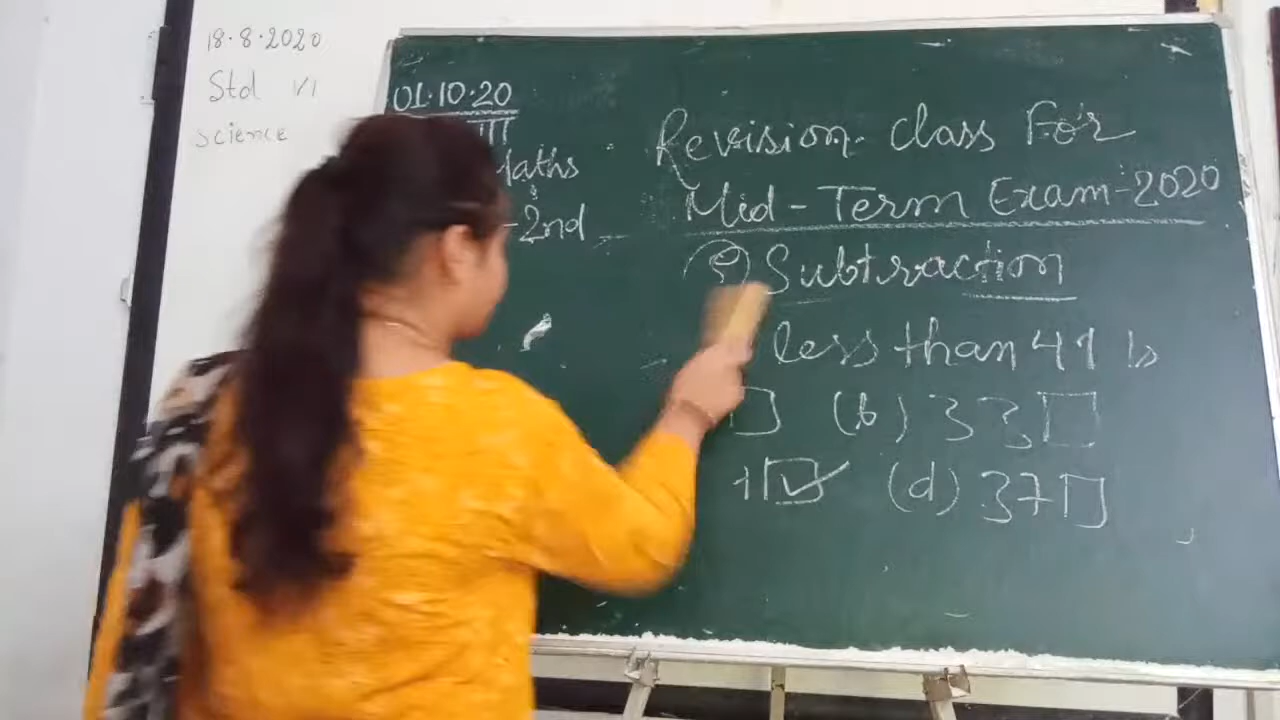 18.8.2020
Std VI
science
01.10.20
III
Maths
-2nd
Revision. Class For
Mid-Term Exam-2020
Subtraction
less than 41 is
(b) 33
1 (d) 37